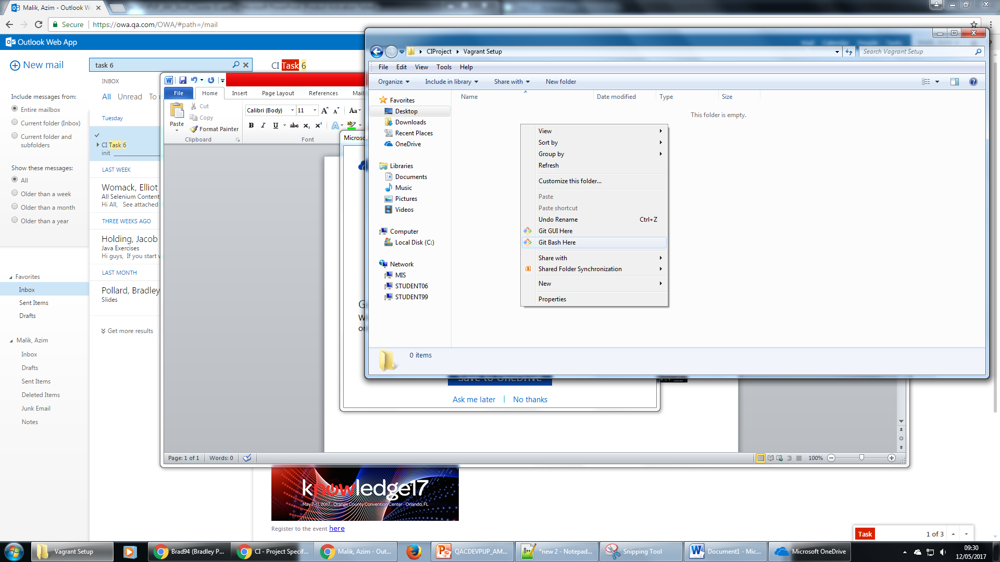 Malik, Azim - Outlook W
Secure
https://owa.qa.com/OWA/#path=/mail
Outlook Web App
New mail
task 6
CI Task 6
INBOX
All Unread To
Include messages from:
Entire mailbox
Current folder (Inbox)
Current folder and
subfolders
Show these messages:
All
Older than a week
Older than a month
Older than a year
Tuesday
CI Task 6
init
LAST WEEK
Womack, Elliot
All Selenium Content
Hi All, See attached
THREE WEEKS AGO
Holding, Jacob
Java Exercises
Hi guys, If you start
LAST MONTH
Pollard, Bradley
Slides
Get more results
Favorites
Inbox
Sent Items
Drafts
Malik, Azim
Inbox
Drafts
Sent Items
Deleted Items
Junk Email
Notes
File Home Insert Page Layout References Mail
Paste
Cut
Copy
Format Painter
Clipboard
Calibri (Body) 11
Font
Microso
Save to OneDrive
Ask me later | No thanks
Page: 1 of 1 Words: 0
100%
CIProject Vagrant Setup
Search Vagrant Setup
File Edit View Tools Help
Organize Include in library Share with New folder
Name Date modified Type Size
This folder is empty.
Favorites
Desktop
Downloads
Recent Places
OneDrive
Libraries
Documents
Music
Pictures
Videos
Computer
Local Disk (C:)
Network
MIS
STUDENT06
STUDENT99
View
Sort by
Group by
Refresh
Customize this folder...
Paste
Paste shortcut
Undo Rename Ctrl+Z
Git GUI Here
Git Bash Here
Share with
Shared Folder Synchronization
New
Properties
0 items
knowledge17
May 7-11, 2017 · Orange County Convention Center · Orlando, FL
Register to the event here
Task 1 of 3
Vagrant Setup
Brad94 (Bradley P...
CI - Project Specif...
Malik, Azim - Out...
QACDEVPUP_AM...
*new 2 - Notepad...
Snipping Tool
Document1 - Mic...
Microsoft OneDrive
09:30
12/05/2017